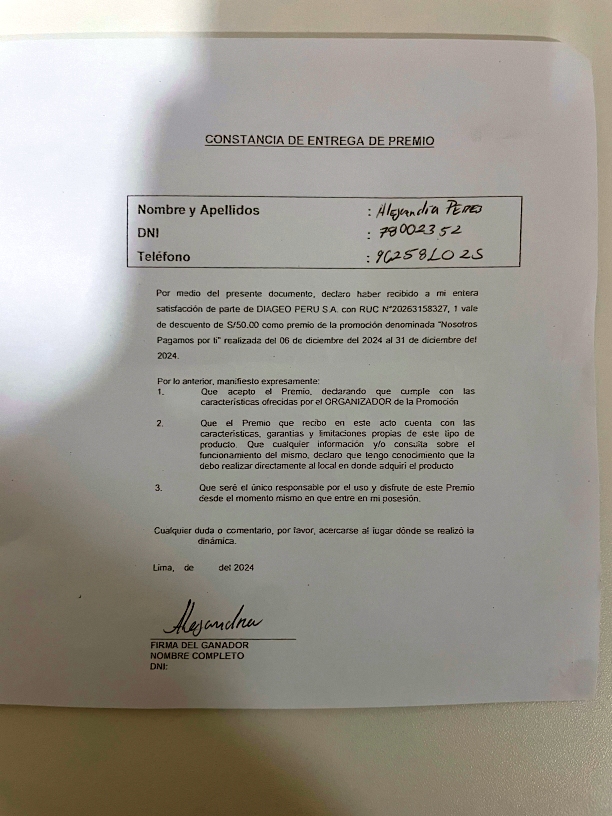 CONSTANCIA DE ENTREGA DE PREMIO
Nombre y Apellidos : Alejandra PERES
DNI : 78002352
Teléfono :
Por medio del presente documento, declaro haber recibido a mi entera
satisfacción de parte de DIAGEO PERU S.A. con RUC N°20263158327, 1 vale
de descuento de S/50.00 como premio de la promoción denominada "Nosotros
Pagamos por ti" realizada del 06 de diciembre del 2024 al 31 de diciembre del
2024.
Por lo anterior, manifiesto expresamente:
1. Que acepto el Premio, declarando que cumple con las
características ofrecidas por el ORGANIZADOR de la Promoción
2. Que el Premio que recibo en este acto cuenta con las
características, garantías y limitaciones propias de este tipo de
producto. Que cualquier información y/o consulta sobre el
funcionamiento del mismo, declaro que tengo conocimiento que la
debo realizar directamente al local en donde adquirí el producto
3. Que seré el único responsable por el uso y disfrute de este Premio
desde el momento mismo en que entre en mi posesión.
Cualquier duda o comentario, por favor, acercarse al lugar dónde se realizó la
dinámica.
Lima, de del 2024
Alejandra
FIRMA DEL GANADOR
NOMBRE COMPLETO
DNI: